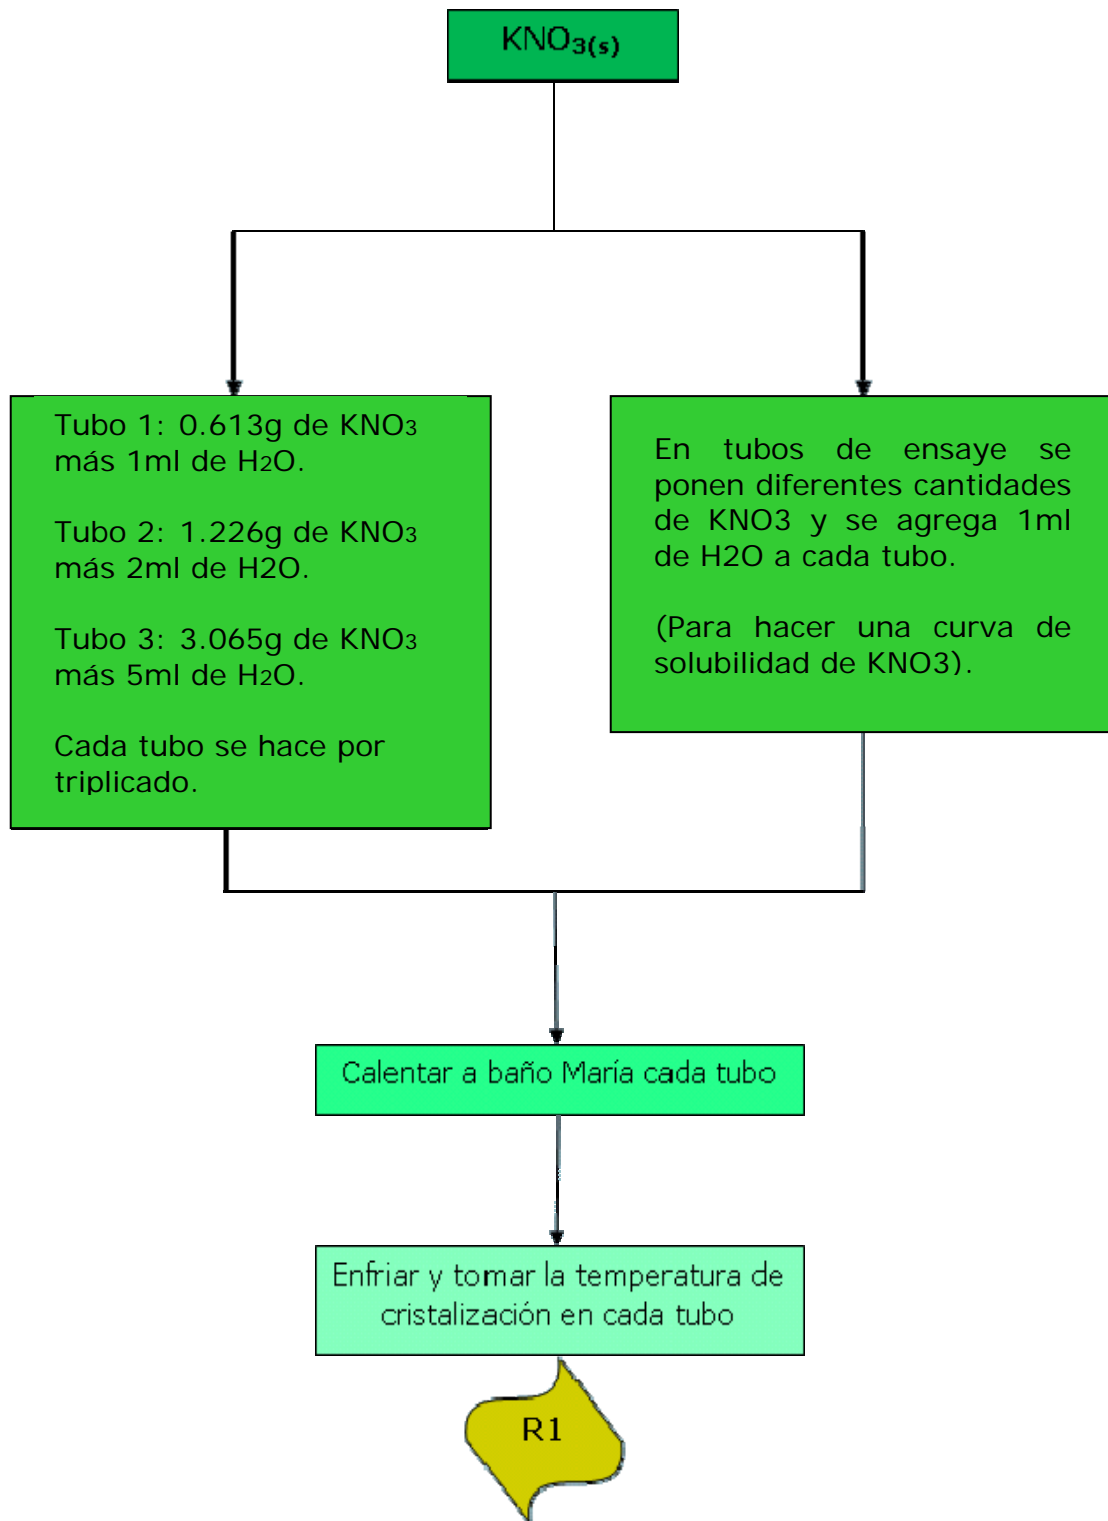 KNO3(s)
Tubo 1: 0.613g de KNO3
más 1ml de H2O.
Tubo 2: 1.226g de KNO3
más 2ml de H2O.
Tubo 3: 3.065g de KNO3
más 5ml de H2O.
Cada tubo se hace por
triplicado.
En tubos de ensaye se
ponen diferentes cantidades
de KNO3 y se agrega 1ml
de H2O a cada tubo.
(Para hacer una curva de
solubilidad de KNO3).
Calentar a baño María cada tubo
Enfriar y tomar la temperatura de
cristalización en cada tubo
R1